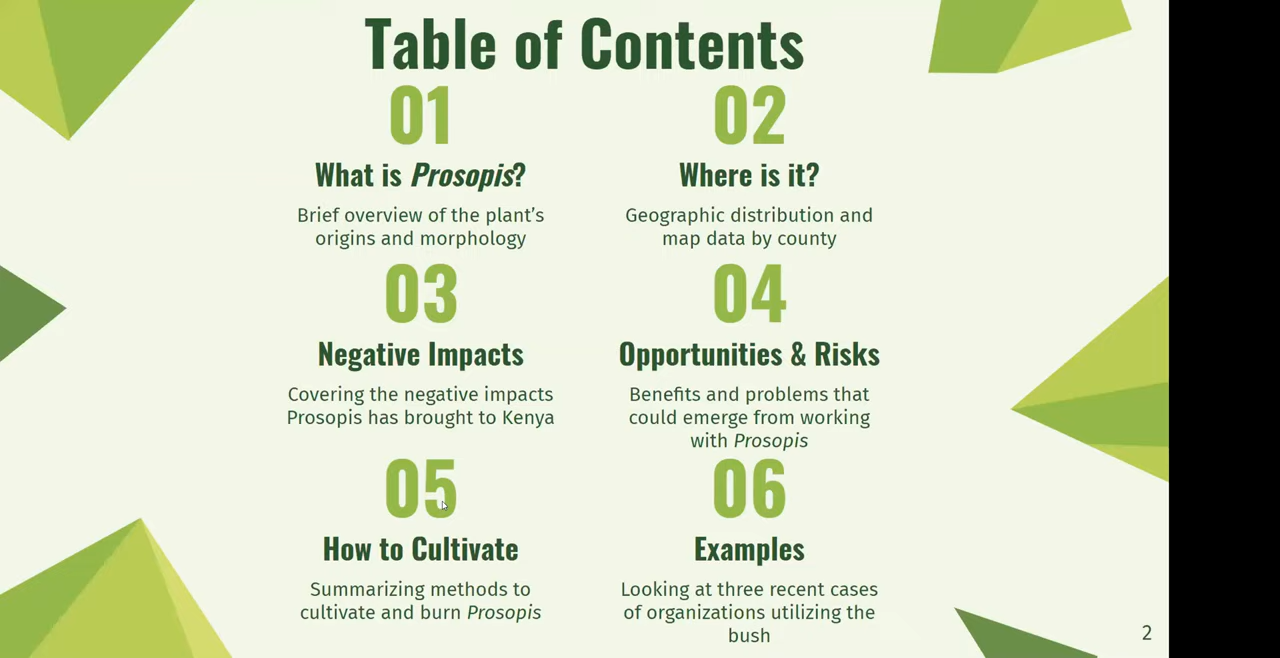 Table of Contents
01
What is Prosopis?
Brief overview of the plant’s
origins and morphology
02
Where is it?
Geographic distribution and
map data by county
03
Negative Impacts
Covering the negative impacts
Prosopis has brought to Kenya
04
Opportunities & Risks
Benefits and problems that
could emerge from working
with Prosopis
05
How to Cultivate
Summarizing methods to
cultivate and burn Prosopis
06
Examples
Looking at three recent cases
of organizations utilizing the
bush
2